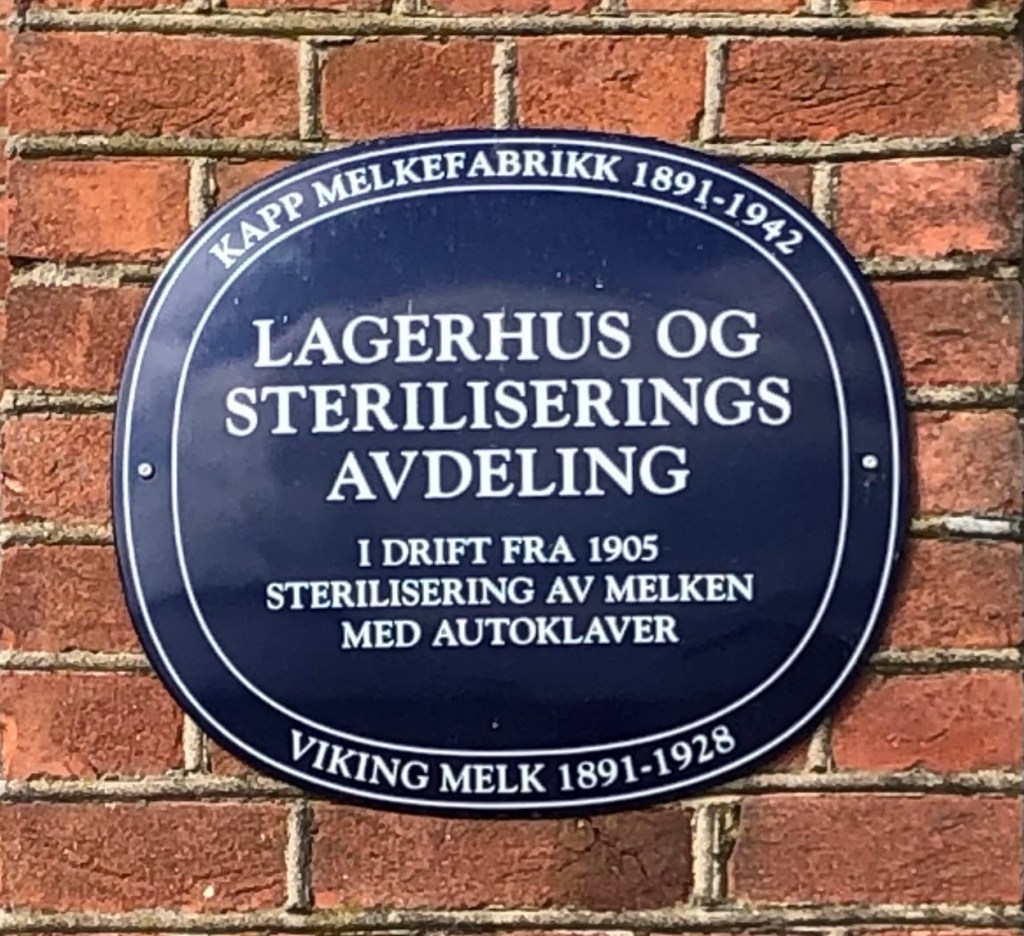 KAPP MELKEFABRIKK 1891-1942
LAGERHUS OG
STERILISERINGS
AVDELING
I DRIFT FRA 1905
STERILISERING AV MELKEN
MED AUTOKLAVER
VIKING MELK 1891-1928